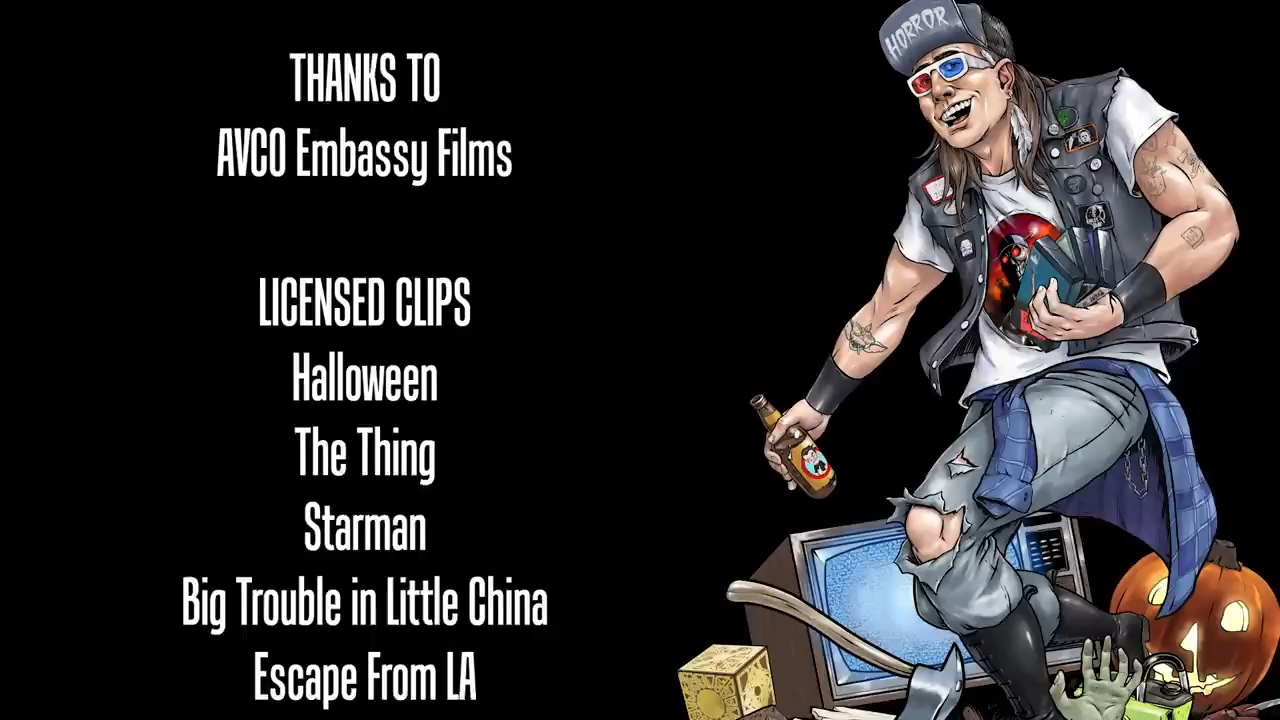 THANKS TO
AVCO Embassy Films
LICENSED CLIPS
Halloween
The Thing
Starman
Big Trouble in Little China
Escape From LA
HORROR